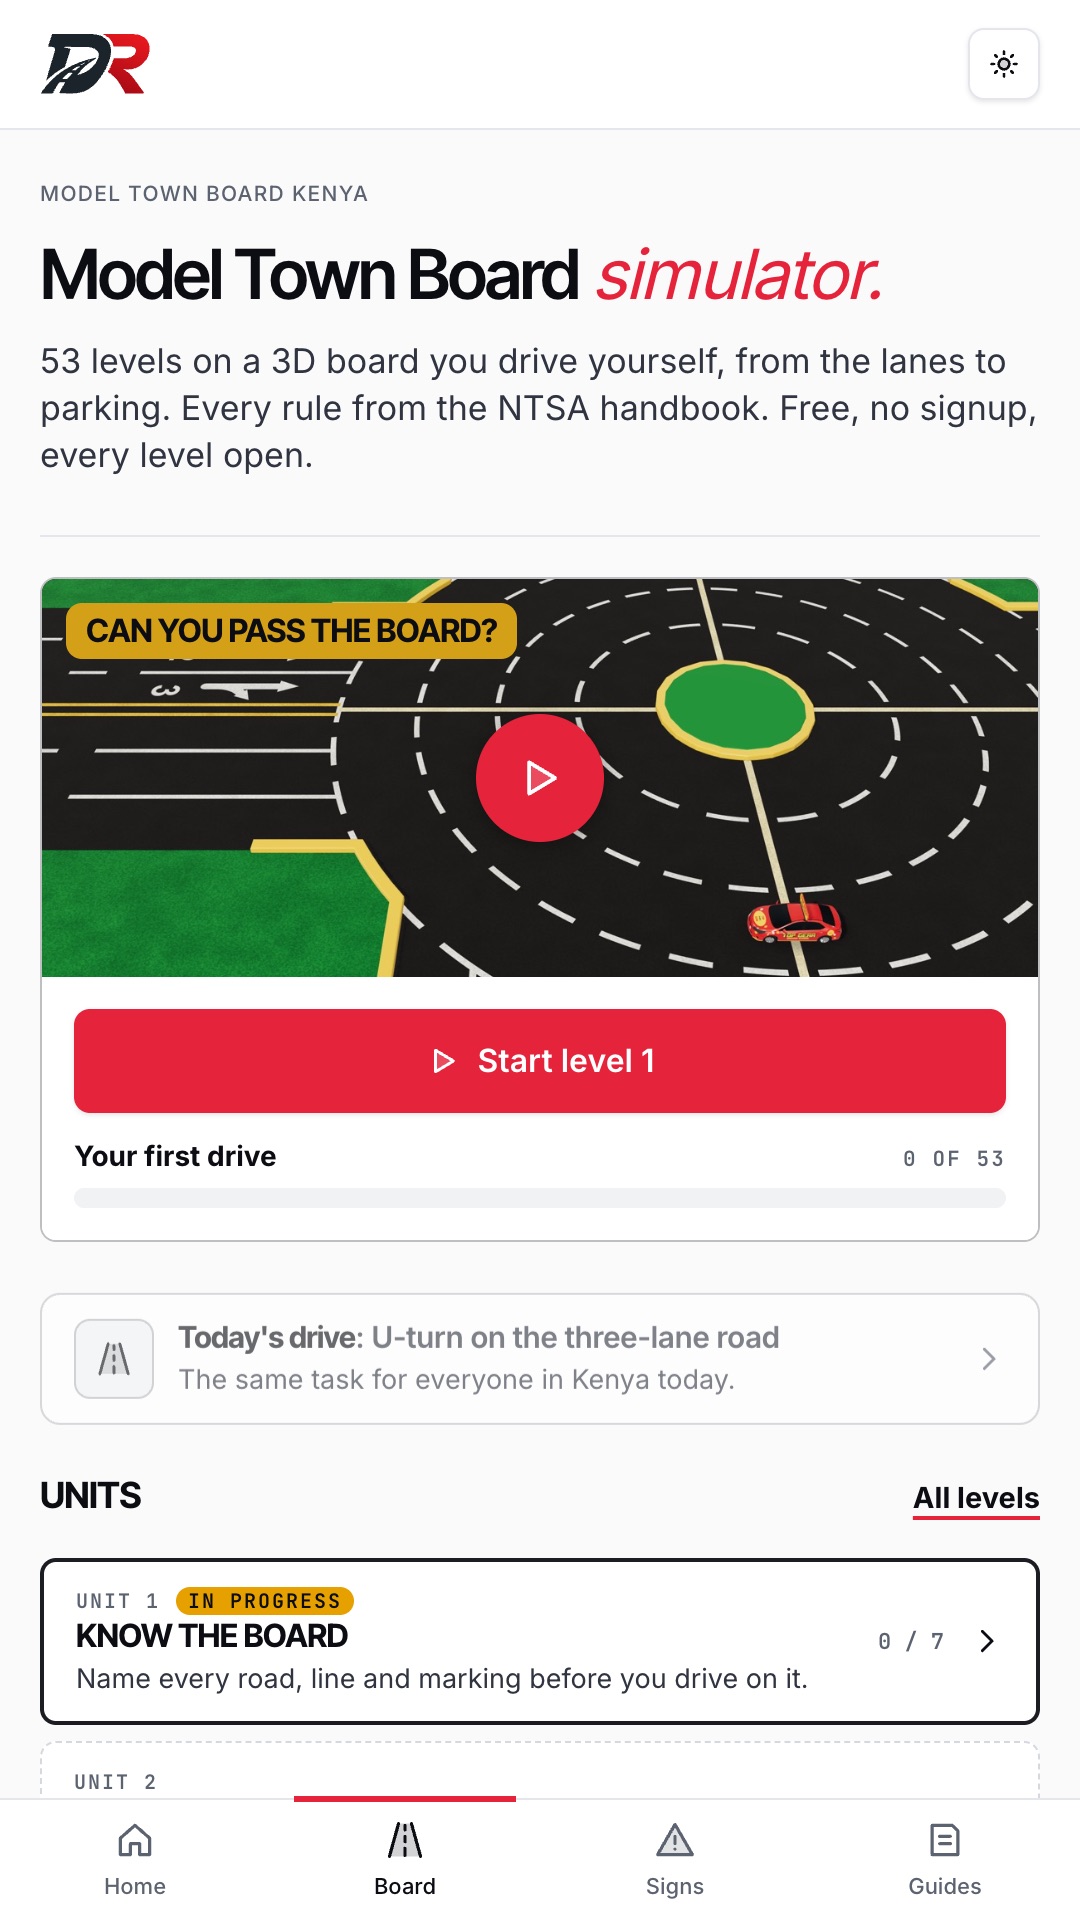 DR
MODEL TOWN BOARD KENYA
Model Town Board simulator.
53 levels on a 3D board you drive yourself, from the lanes to
parking. Every rule from the NTSA handbook. Free, no signup,
every level open.
CAN YOU PASS THE BOARD?
3
Start level 1
Your first drive
0 OF 53
Today's drive: U-turn on the three-lane road
The same task for everyone in Kenya today.
UNITS
All levels
UNIT 1 IN PROGRESS
KNOW THE BOARD
0 / 7
Name every road, line and marking before you drive on it.
UNIT 2
Home
Board
Signs
Guides